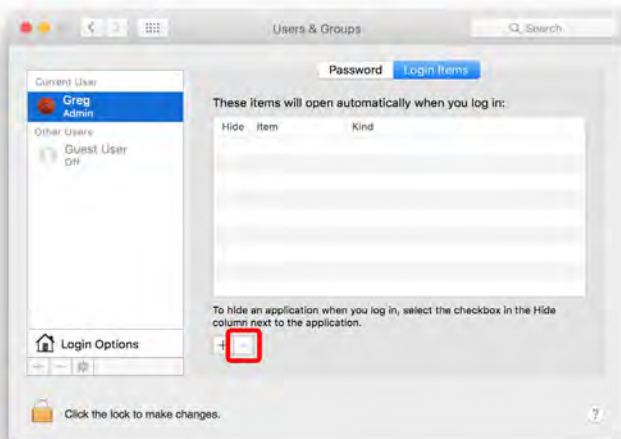 Users & Groups
Search
Password
Login Items
Current User
Greg
Admin
Other Users
Guest User
Off
These items will open automatically when you log in:
Hide Item Kind
To hide an application when you log in, select the checkbox in the Hide
column next to the application.
+ −
Login Options
+ −
Click the lock to make changes.
?